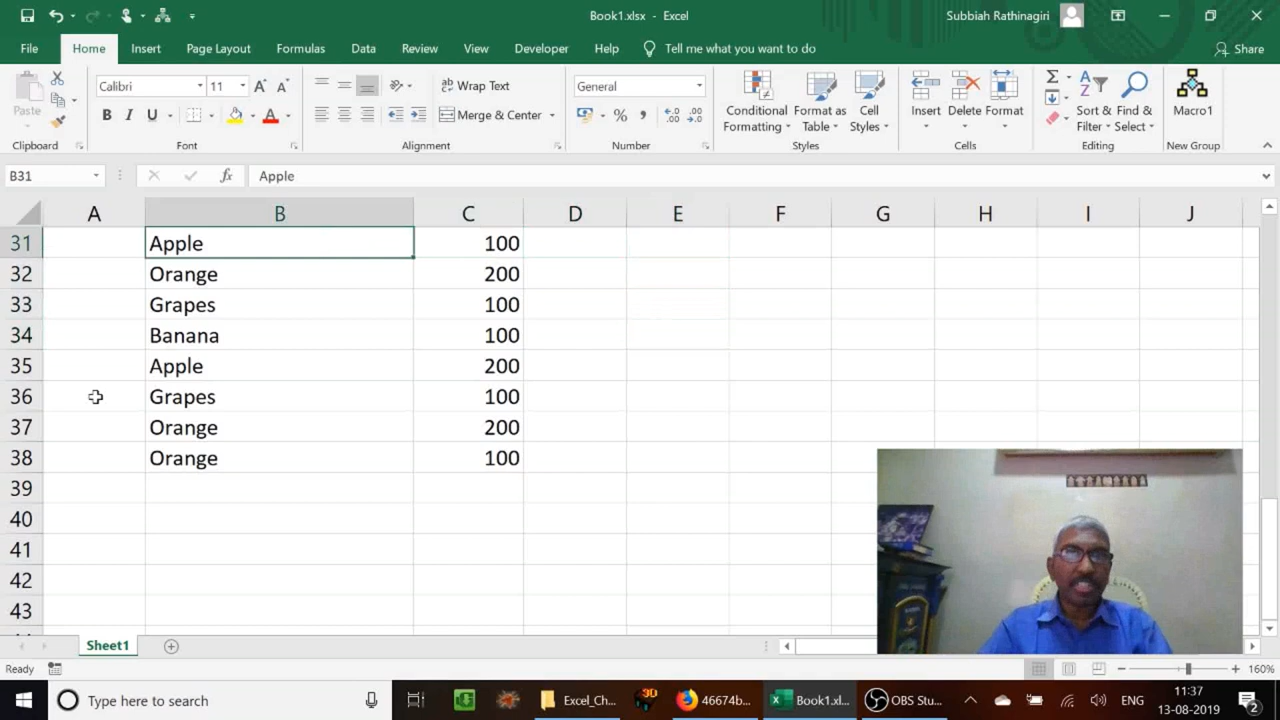 Book1.xlsx - Excel
Subbiah Rathinagiri
File Home Insert Page Layout Formulas Data Review View Developer Help Tell me what you want to do Share
Calibri 11 Wrap Text General
Paste B I U A Merge & Center % Conditional Formatting Format as Table Cell Styles Insert Delete Format Sort & Filter Find & Select Macro1
Clipboard Font Alignment Number Styles Cells Editing New Group
B31 fx Apple
A B C D E F G H I J
31 Apple 100
32 Orange 200
33 Grapes 100
34 Banana 100
35 Apple 200
36 Grapes 100
37 Orange 200
38 Orange 100
39
40
41
42
43
Sheet1
Ready 160%
Type here to search Excel_Ch... 3D 46674b... Book1.xl... OBS Stu... ENG 11:37
13-08-2019 2